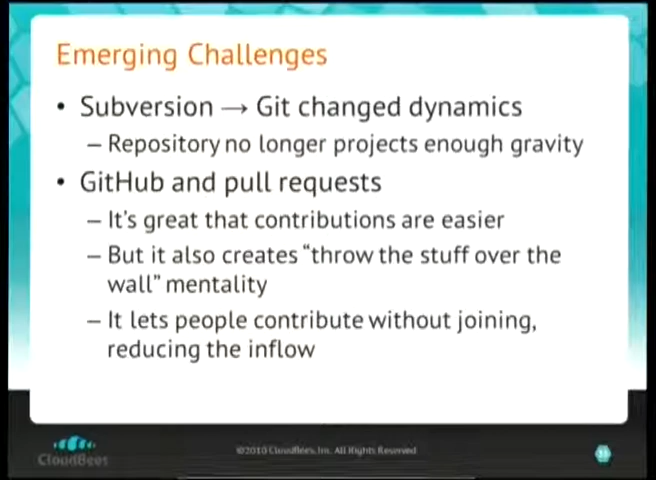 Emerging Challenges
• Subversion → Git changed dynamics
– Repository no longer projects enough gravity
• GitHub and pull requests
– It's great that contributions are easier
– But it also creates “throw the stuff over the
wall” mentality
– It lets people contribute without joining,
reducing the inflow
CloudBees
©2010 CloudBees, Inc. All Rights Reserved